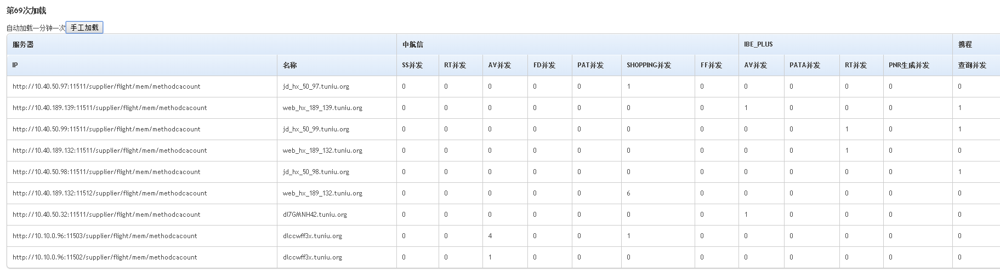 第69次加载
自动加载一分钟一次 手工加载
服务器 中航信 IBE_PLUS 携程
IP 名称 SS并发 RT并发 AV并发 FD并发 PAT并发 SHOPPING并发 FF并发 AV并发 PATA并发 RT并发 PNR生成并发 查询并发
http://10.40.50.97:11511/supplier/flight/mem/methodcacount jd_hx_50_97.tuniu.org 0 0 0 0 0 1 0 0 0 0 0 0
http://10.40.189.139:11511/supplier/flight/mem/methodcacount web_hx_189_139.tuniu.org 0 0 0 0 0 0 0 1 0 0 0 1
http://10.40.50.99:11511/supplier/flight/mem/methodcacount jd_hx_50_99.tuniu.org 0 0 0 0 0 0 0 0 0 1 0 1
http://10.40.189.132:11511/supplier/flight/mem/methodcacount web_hx_189_132.tuniu.org 0 0 0 0 0 0 0 0 0 1 0 0
http://10.40.50.98:11511/supplier/flight/mem/methodcacount jd_hx_50_98.tuniu.org 0 0 0 0 0 0 0 0 0 0 0 1
http://10.40.189.132:11512/supplier/flight/mem/methodcacount web_hx_189_132.tuniu.org 0 0 0 0 0 6 0 0 0 0 0 0
http://10.40.50.32:11511/supplier/flight/mem/methodcacount dl7GMNH42.tuniu.org 0 0 0 0 0 0 0 1 0 0 0 0
http://10.10.0.96:11503/supplier/flight/mem/methodcacount dlccwff3x.tuniu.org 0 0 4 0 0 1 0 0 0 0 0 0
http://10.10.0.96:11502/supplier/flight/mem/methodcacount dlccwff3x.tuniu.org 0 0 1 0 0 0 0 0 0 0 0 0